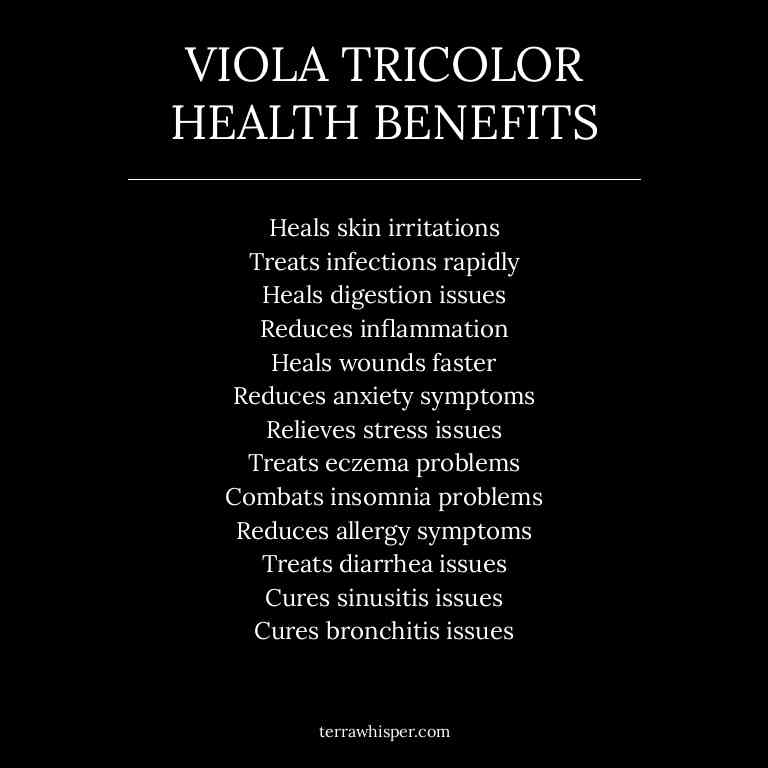 VIOLA TRICOLOR
HEALTH BENEFITS
Heals skin irritations
Treats infections rapidly
Heals digestion issues
Reduces inflammation
Heals wounds faster
Reduces anxiety symptoms
Relieves stress issues
Treats eczema problems
Combats insomnia problems
Reduces allergy symptoms
Treats diarrhea issues
Cures sinusitis issues
Cures bronchitis issues
terrawhisper.com